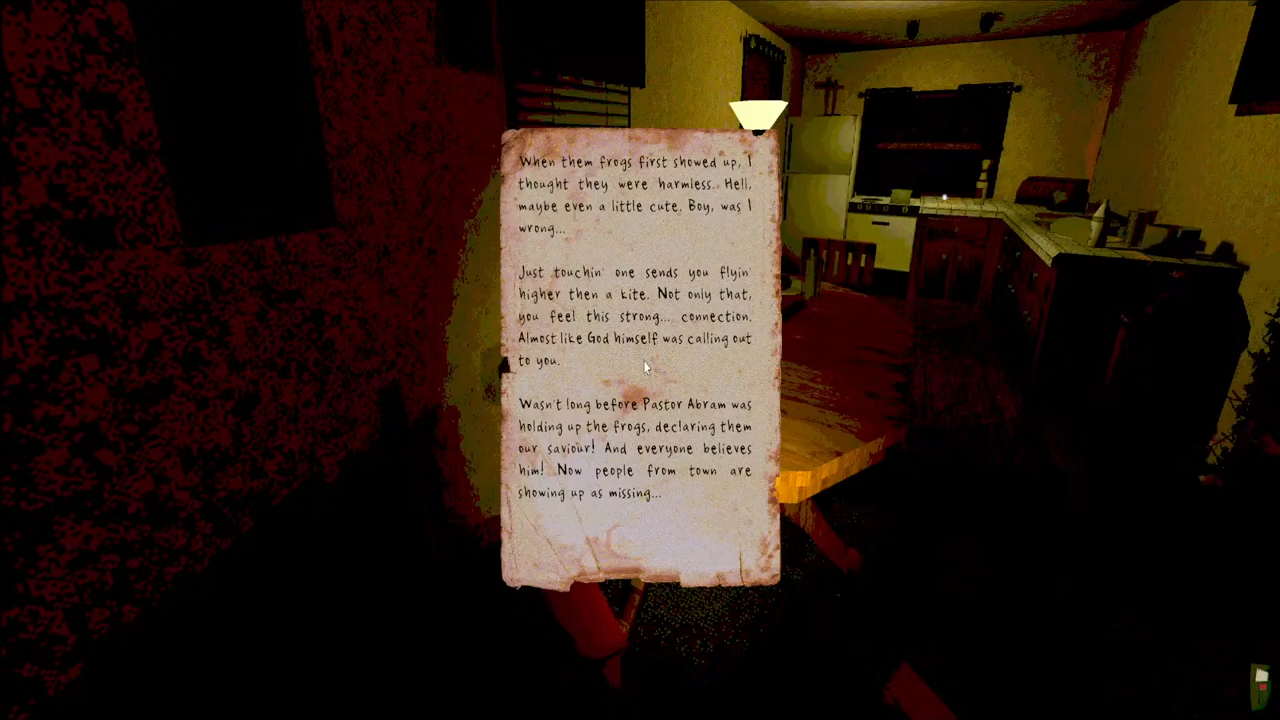 When them frogs first showed up, I
thought they were harmless. Hell,
maybe even a little cute. Boy, was I
wrong...
Just touchin' one sends you flyin'
higher then a kite. Not only that,
you feel this strong... connection.
Almost like God himself was calling out
to you.
Wasn't long before Pastor Abram was
holding up the frogs, declaring them
our saviour! And everyone believes
him! Now people from town are
showing up as missing...